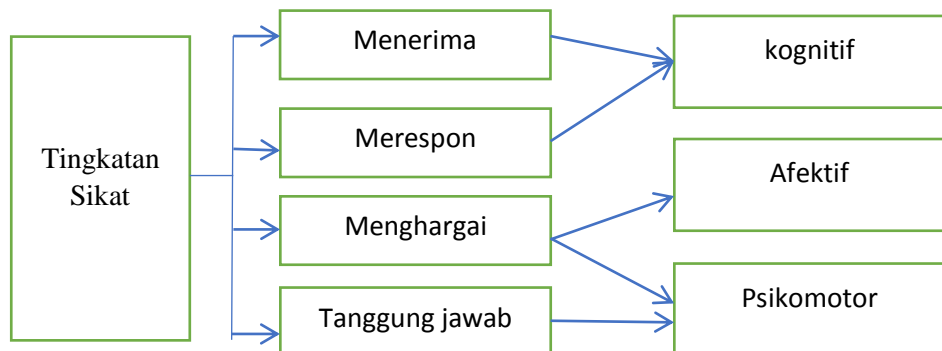 Tingkatan
Sikat
Menerima
Merespon
Menghargai
Tanggung jawab
kognitif
Afektif
Psikomotor